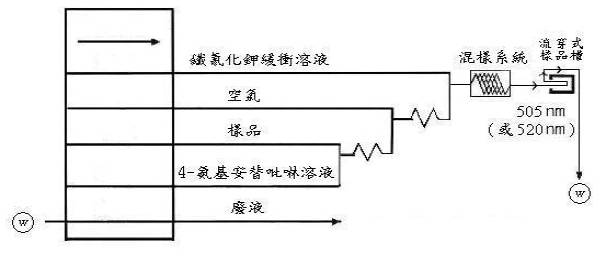 鐵氰化鉀緩衝溶液
空氣
樣品
4-氨基安替吡啉溶液
廢液
混樣系統
流穿式
樣品槽
505 nm
(或 520 nm)
W
W